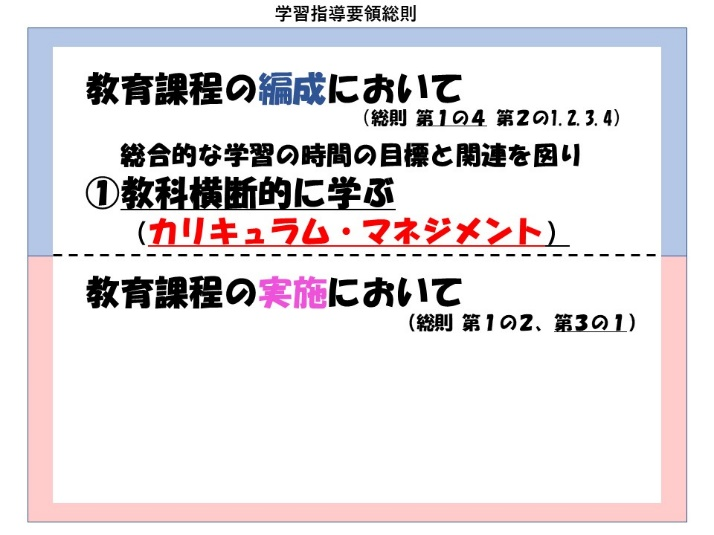 学習指導要領総則
教育課程の編成において
（総則 第１の４ 第２の1.2.3.4）
総合的な学習の時間の目標と関連を図り
①教科横断的に学ぶ
（カリキュラム・マネジメント）
教育課程の実施において
（総則 第１の２、第３の１）